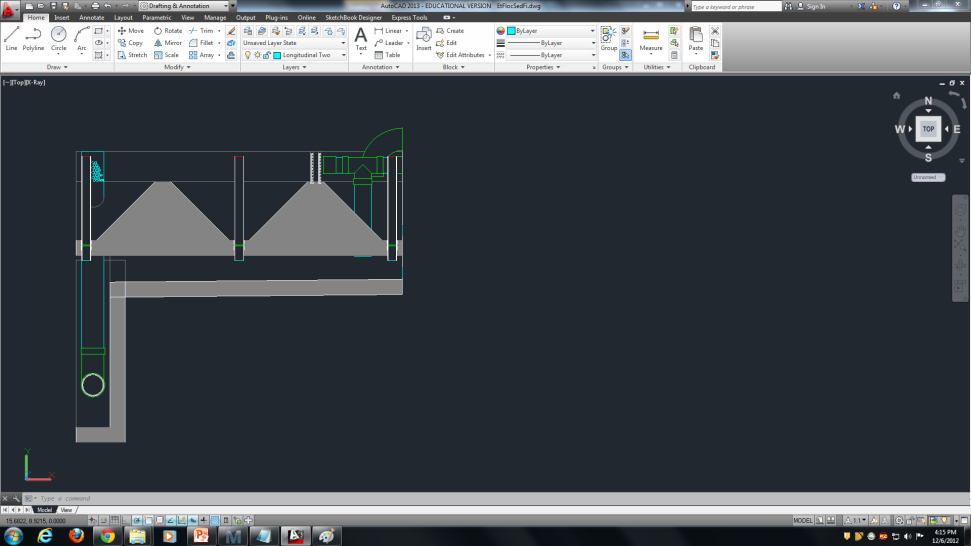 AutoCAD 2013 - EDUCATIONAL VERSION EtFlocSedFi.dwg
Type a keyword or phrase
Sign In
Drafting & Annotation
Home Insert Annotate Layout Parametric View Manage Output Plug-ins Online SketchBook Designer Express Tools
Move Rotate Trim
Copy Mirror Fillet
Stretch Scale Array
Line Polyline Circle Arc
Unsaved Layer State
Longitudinal Two
Text
Linear
Leader
Table
Insert
Create
Edit
Edit Attributes
ByLayer
ByLayer
ByLayer
Group
Measure
Paste
Draw Modify Layers Annotation Block Properties Groups Utilities Clipboard
[–][Top][X-Ray]
N
W TOP E
S
Unnamed
Y
X
Type a command
Model View
15.6822, 8.9215, 0.0000
MODEL
1:1
4:15 PM
12/6/2012